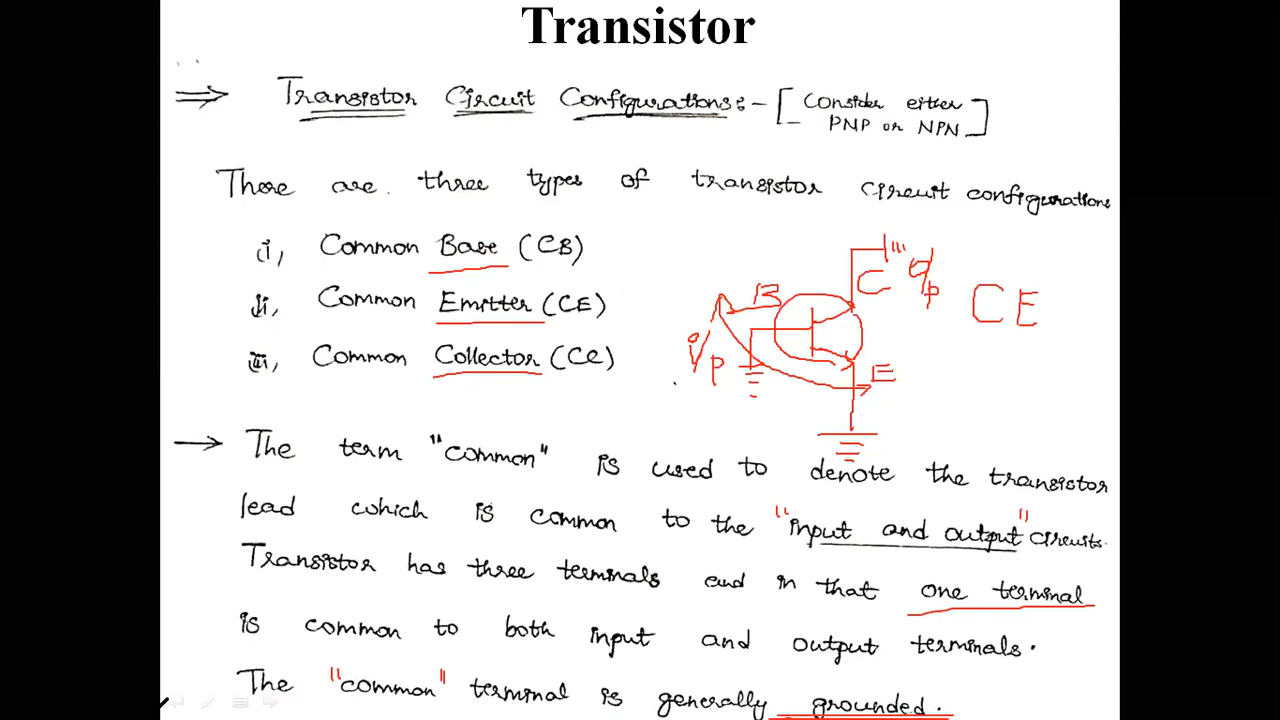 Transistor
⇒ Transistor Circuit Configurations:- [Consider either
PNP or NPN]
There are three types of transistor circuit configurations
(i), Common Base (CB)
(ii), Common Emitter (CE)
(iii), Common Collector (CC)
B
C
o/p
CE
i/p
E
→ The term "common" is used to denote the transistor
lead which is common to the "input and output" circuits.
Transistor has three terminals and in that one terminal
is common to both input and output terminals.
The "common" terminal is generally grounded.